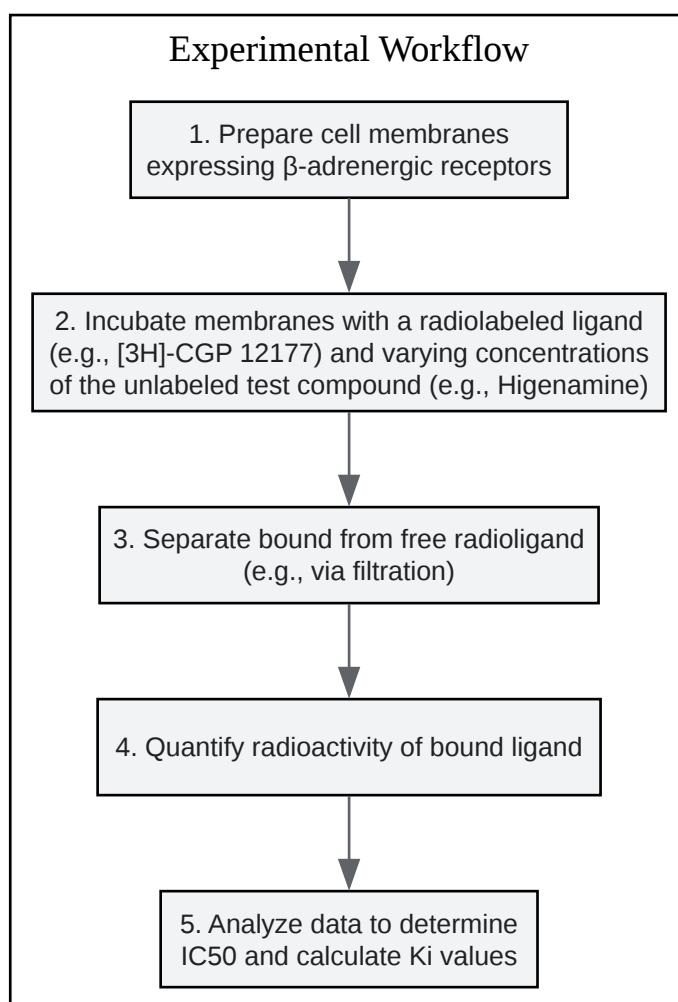 Experimental Workflow
1. Prepare cell membranes
expressing β-adrenergic receptors
2. Incubate membranes with a radiolabeled ligand
(e.g., [3H]-CGP 12177) and varying concentrations
of the unlabeled test compound (e.g., Higenamine)
3. Separate bound from free radioligand
(e.g., via filtration)
4. Quantify radioactivity of bound ligand
5. Analyze data to determine
IC50 and calculate Ki values